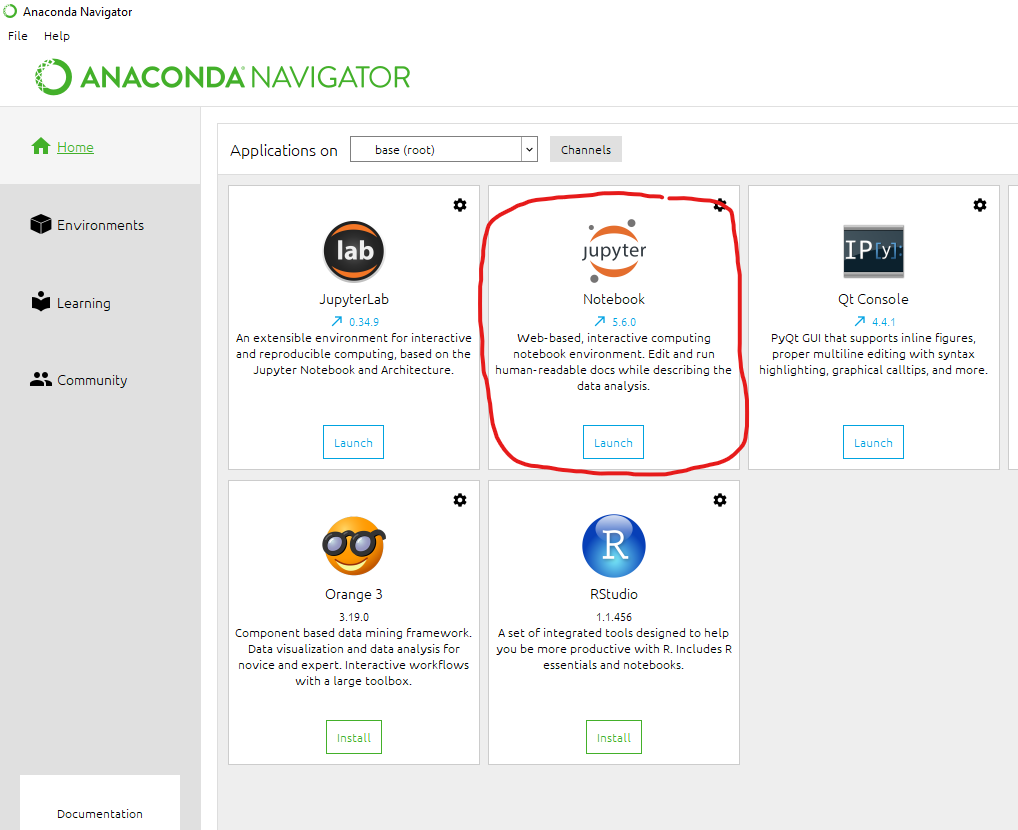 Anaconda Navigator
File Help
ANACONDA NAVIGATOR
Home
Environments
Learning
Community
Documentation
Applications on base (root) Channels
lab
JupyterLab
0.34.9
An extensible environment for interactive
and reproducible computing, based on the
Jupyter Notebook and Architecture.
Launch
jupyter
Notebook
5.6.0
Web-based, interactive computing
notebook environment. Edit and run
human-readable docs while describing the
data analysis.
Launch
IP[y]:
Qt Console
4.4.1
PyQt GUI that supports inline figures,
proper multiline editing with syntax
highlighting, graphical calltips, and more.
Launch
Orange 3
3.19.0
Component based data mining framework.
Data visualization and data analysis for
novice and expert. Interactive workflows
with a large toolbox.
Install
R
RStudio
1.1.456
A set of integrated tools designed to help
you be more productive with R. Includes R
essentials and notebooks.
Install